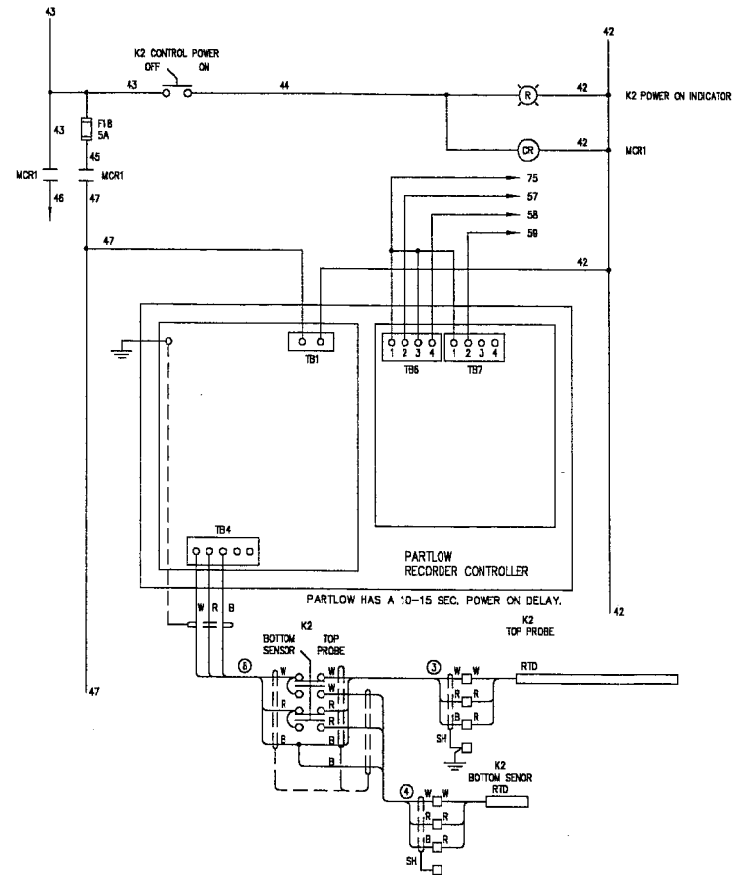 43
42
K2 CONTROL POWER
OFF ON
43
44
42
R
K2 POWER ON INDICATOR
43
F18
5A
45
42
CR
MCR1
MCR1
MCR1
46
47
75
57
58
59
47
42
TB1
1 2 3 4
1 2 3 4
TB6
TB7
TB4
PARTLOW
RECORDER CONTROLLER
PARTLOW HAS A :0-15 SEC. POWER ON DELAY.
W R B
42
K2
TOP PROBE
K2
BOTTOM
SENSOR
TOP
PROBE
6
W
W
W
R
R
R
B
B
3
W W
R R
B R
SH
RTD
47
K2
BOTTOM SENOR
RTD
4
W W
R R
B R
SH